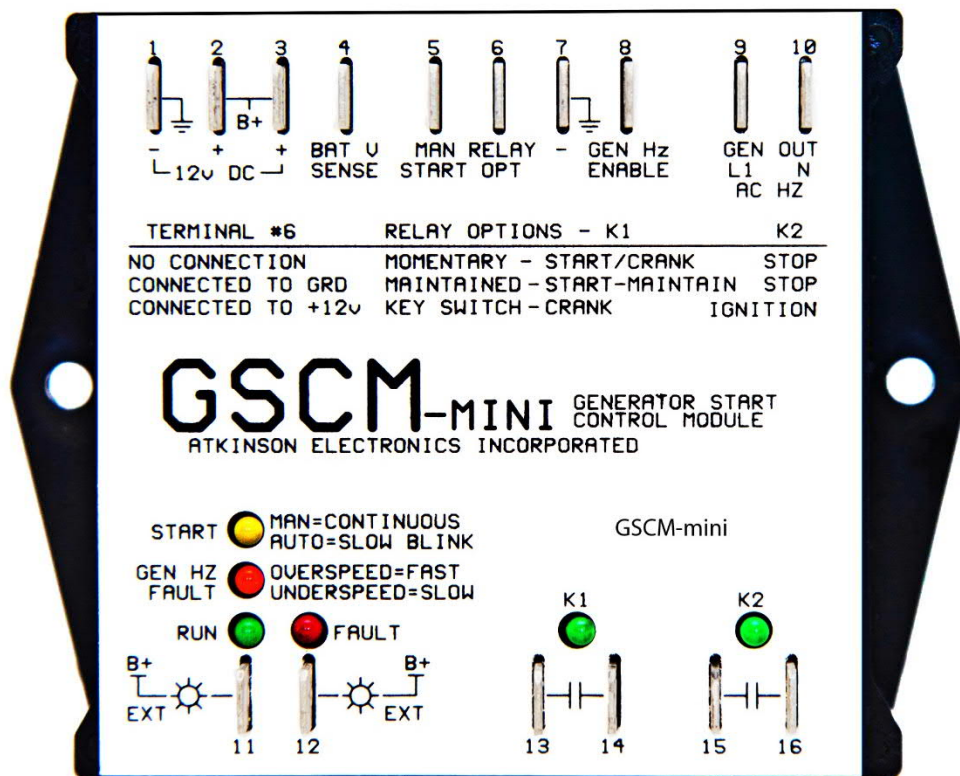 1 2 3 4 5 6 7 8 9 10
B+
- + + BAT V MAN RELAY - GEN Hz GEN OUT
12v DC SENSE START OPT ENABLE L1 N
AC HZ
TERMINAL #6 RELAY OPTIONS - K1 K2
NO CONNECTION MOMENTARY - START/CRANK STOP
CONNECTED TO GRD MAINTAINED - START-MAINTAIN STOP
CONNECTED TO +12v KEY SWITCH - CRANK IGNITION
GSCM-MINI GENERATOR START
CONTROL MODULE
ATKINSON ELECTRONICS INCORPORATED
START MAN=CONTINUOUS
AUTO=SLOW BLINK
GSCM-mini
GEN HZ OVERSPEED=FAST
FAULT UNDERSPEED=SLOW
K1 K2
RUN FAULT
B+ B+
EXT EXT
11 12 13 14 15 16